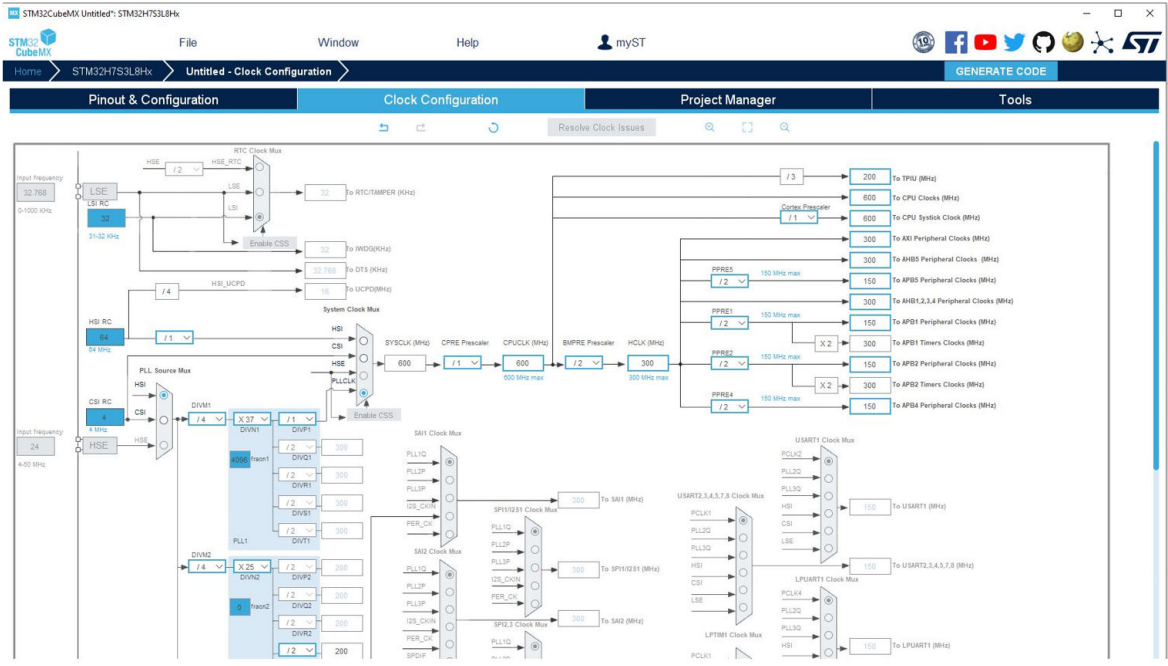 MX STM32CubeMX Untitled*: STM32H7S3L8Hx
STM32 CubeMX
File Window Help myST
Home STM32H7S3L8Hx Untitled - Clock Configuration GENERATE CODE
Pinout & Configuration Clock Configuration Project Manager Tools
Resolve Clock Issues
RTC Clock Mux
HSE / 2 HSE_RTC
Input frequency
32.768
0-1000 KHz
LSE
LSE
LSI RC
32
31-32 KHz
LSI
32 To RTC/TAMPER (KHz)
Enable CSS
32 To IWDG(KHz)
32.768 To DTS (KHz)
/ 4 HSI_UCPD
16 To UCPD(MHz)
HSI RC
64
64 MHz
/ 1
System Clock Mux
HSI
CSI
HSE
PLLCLK
Enable CSS
SYSCLK (MHz) CPRE Prescaler CPUCLK (MHz) BMPRE Prescaler HCLK (MHz)
600 / 1 600 / 2 300
600 MHz max 300 MHz max
/ 3 200 To TPIU (MHz)
600 To CPU Clocks (MHz)
Cortex Prescaler
/ 1 600 To CPU Systick Clock (MHz)
300 To AXI Peripheral Clocks (MHz)
300 To AHB5 Peripheral Clocks (MHz)
PPRE5
/ 2 150 MHz max 150 To APB5 Peripheral Clocks (MHz)
300 To AHB1,2,3,4 Peripheral Clocks (MHz)
PPRE1
/ 2 150 MHz max 150 To APB1 Peripheral Clocks (MHz)
X 2 300 To APB1 Timers Clocks (MHz)
PPRE2
/ 2 150 MHz max 150 To APB2 Peripheral Clocks (MHz)
X 2 300 To APB2 Timers Clocks (MHz)
PPRE4
/ 2 150 MHz max 150 To APB4 Peripheral Clocks (MHz)
PLL Source Mux
HSI
CSI
HSE
CSI RC
4
4 MHz
Input frequency
24
4-50 MHz
HSE
DIVM1
/ 4
X 37
DIVN1
/ 1
DIVP1
4096 fracn1
/ 2 300
DIVQ1
/ 2 300
DIVR1
/ 2 300
DIVS1
/ 2 300
DIVT1
PLL1
DIVM2
/ 4
X 25
DIVN2
/ 2 200
DIVP2
0 fracn2
/ 2 200
DIVQ2
/ 2 200
DIVR2
/ 2 200
SAI1 Clock Mux
PLL1Q
PLL2P
PLL3P
I2S_CKIN
PER_CK
300 To SAI1 (MHz)
SPI1/I2S1 Clock Mux
PLL1Q
PLL2P
PLL3P
I2S_CKIN
PER_CK
300 To SPI1/I2S1 (MHz)
SAI2 Clock Mux
PLL1Q
PLL2P
PLL3P
I2S_CKIN
PER_CK
SPDIF
300 To SAI2 (MHz)
SPI2,3 Clock Mux
PLL1Q
USART1 Clock Mux
PCLK2
PLL2Q
PLL3Q
HSI
CSI
LSE
150 To USART1 (MHz)
USART2,3,4,5,7,8 Clock Mux
PCLK1
PLL2Q
PLL3Q
HSI
CSI
LSE
150 To USART2,3,4,5,7,8 (MHz)
LPUART1 Clock Mux
PCLK4
PLL2Q
PLL3Q
HSI
150 To LPUART1 (MHz)
LPTIM1 Clock Mux
PCLK1